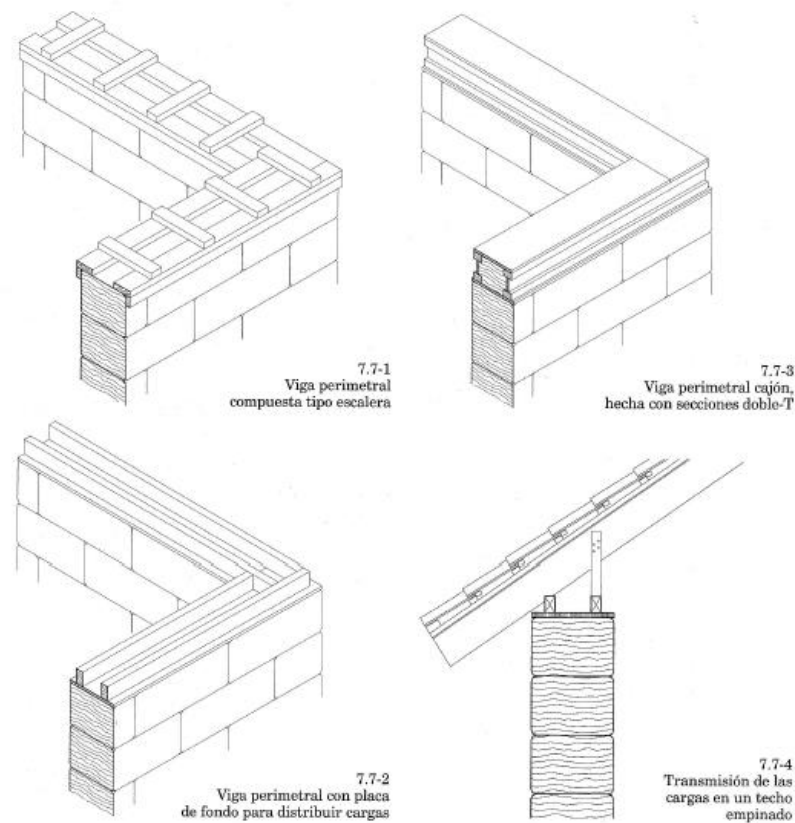 7.7-1
Viga perimetral
compuesta tipo escalera
7.7-3
Viga perimetral cajón,
hecha con secciones doble-T
7.7-2
Viga perimetral con placa
de fondo para distribuir cargas
7.7-4
Transmisión de las
cargas en un techo
empinado